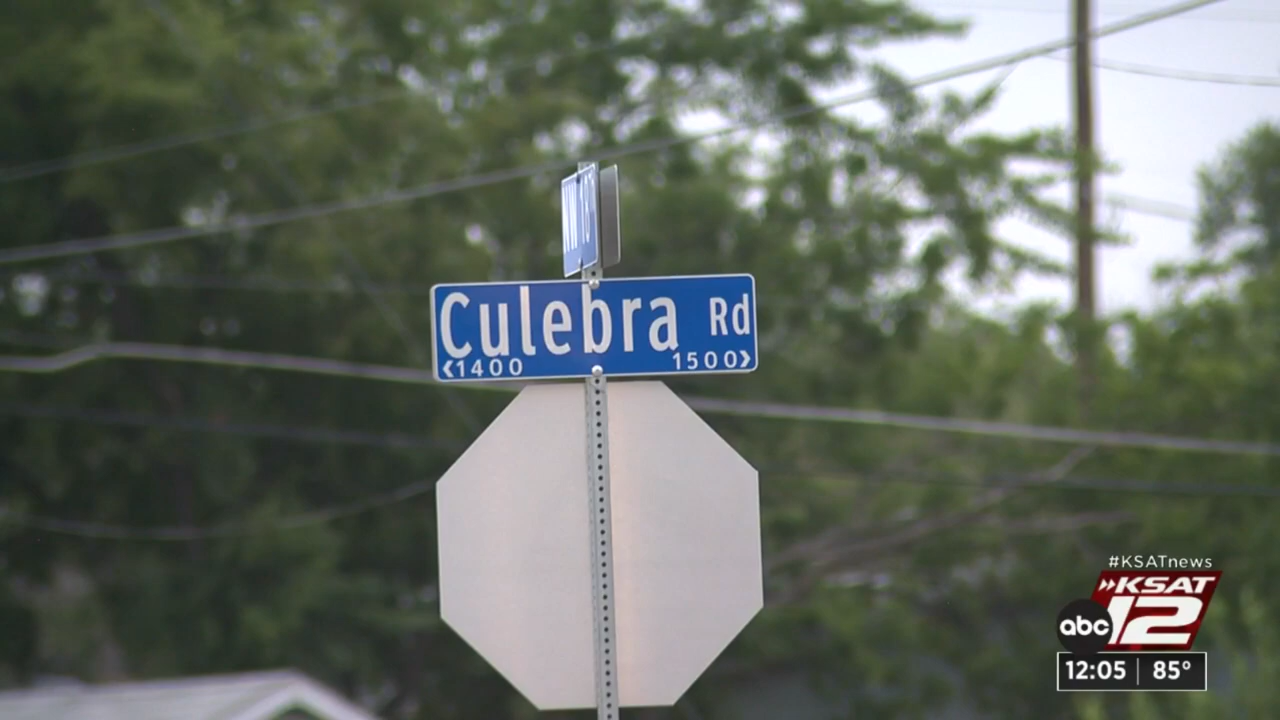 Culebra Rd
<1400 1500>
#KSATnews
»KSAT
abc 12
12:05 85°